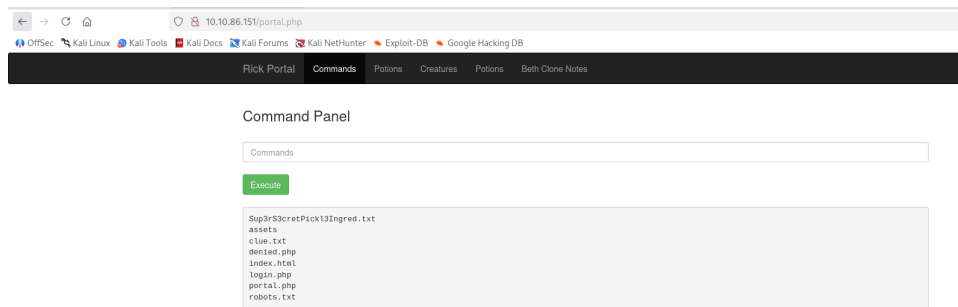 10.10.86.151/portal.php
OffSec Kali Linux Kali Tools Kali Docs Kali Forums Kali NetHunter Exploit-DB Google Hacking DB
Rick Portal Commands Potions Creatures Potions Beth Clone Notes
Command Panel
Commands
Execute
Sup3rS3cretPickl3Ingred.txt
assets
clue.txt
denied.php
index.html
login.php
portal.php
robots.txt